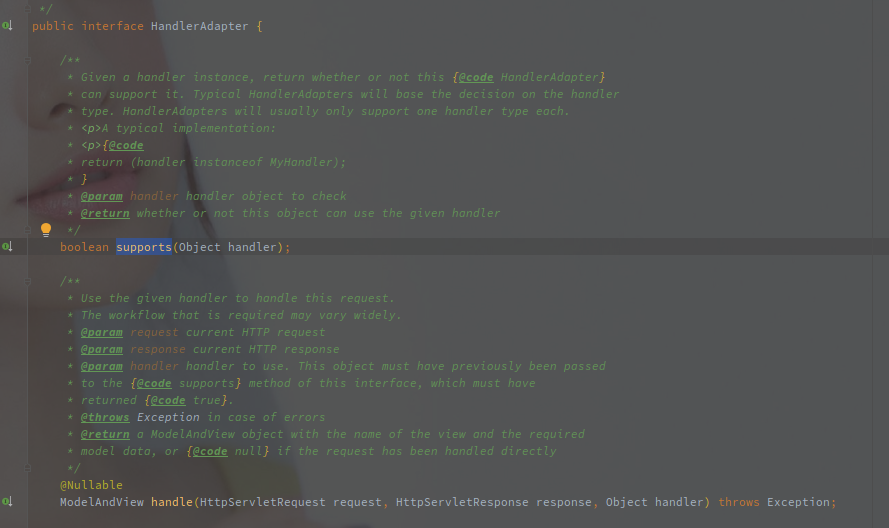 */
public interface HandlerAdapter {
/**
* Given a handler instance, return whether or not this {@code HandlerAdapter}
* can support it. Typical HandlerAdapters will base the decision on the handler
* type. HandlerAdapters will usually only support one handler type each.
* <p>A typical implementation:
* <p>{@code
* return (handler instanceof MyHandler);
* }
* @param handler handler object to check
* @return whether or not this object can use the given handler
*/
boolean supports(Object handler);
/**
* Use the given handler to handle this request.
* The workflow that is required may vary widely.
* @param request current HTTP request
* @param response current HTTP response
* @param handler handler to use. This object must have previously been passed
* to the {@code supports} method of this interface, which must have
* returned {@code true}.
* @throws Exception in case of errors
* @return a ModelAndView object with the name of the view and the required
* model data, or {@code null} if the request has been handled directly
*/
@Nullable
ModelAndView handle(HttpServletRequest request, HttpServletResponse response, Object handler) throws Exception;